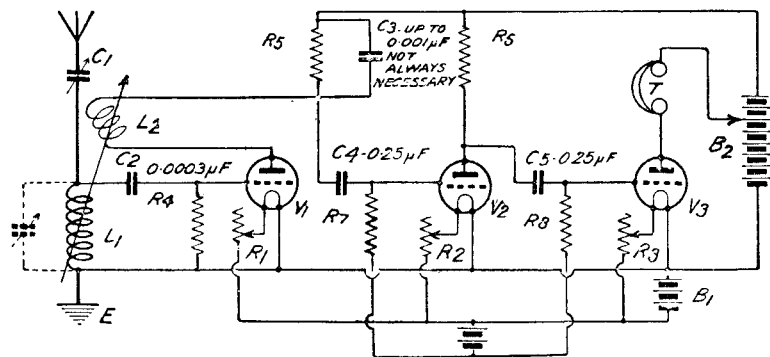 C1
R5
C3. UP TO
0.001µF
NOT
ALWAYS
NECESSARY
R5
L2
T
B2
C2
0.0003µF
C4-0.25µF
C5-0.25µF
R4
V1
R7
V2
R8
V3
L1
R1
R2
R3
E
B1